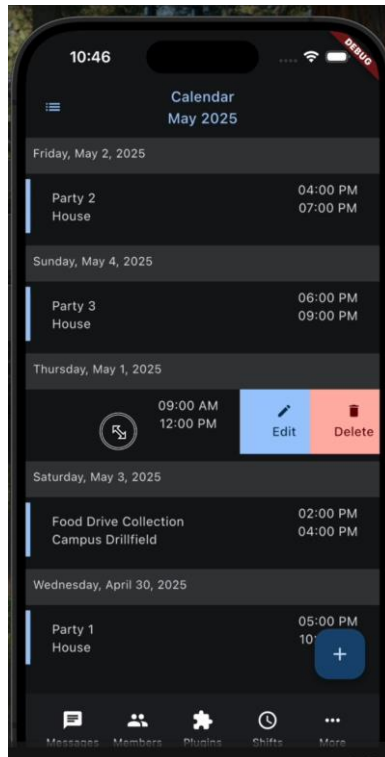 10:46
DEBUG
Calendar
May 2025
Friday, May 2, 2025
Party 2
04:00 PM
House
07:00 PM
Sunday, May 4, 2025
Party 3
06:00 PM
House
09:00 PM
Thursday, May 1, 2025
09:00 AM
12:00 PM
Edit
Delete
Saturday, May 3, 2025
Food Drive Collection
02:00 PM
Campus Drillfield
04:00 PM
Wednesday, April 30, 2025
Party 1
05:00 PM
House
10:
+
Messages Members Plugins Shifts More